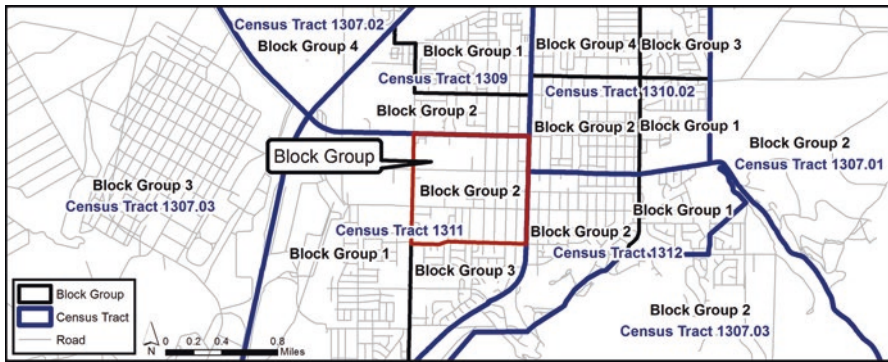 Census Tract 1307.02
Block Group 4
Block Group 1
Census Tract 1309
Block Group 2
Block Group 4
Block Group 3
Census Tract 1310.02
Block Group 2
Block Group 1
Block Group 2
Census Tract 1307.01
Block Group
Block Group 3
Census Tract 1307.03
Block Group 2
Census Tract 1311
Block Group 1
Block Group 3
Block Group 1
Block Group 2
Census Tract 1312
Block Group 2
Census Tract 1307.03
Block Group
Census Tract
Road
N
0 0.2 0.4 0.8
Miles